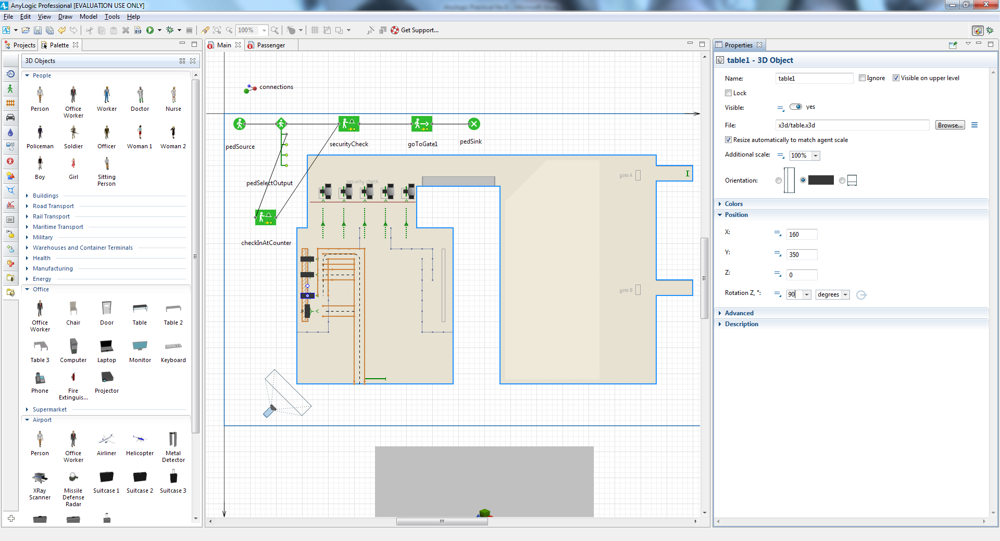 AnyLogic Professional [EVALUATION USE ONLY]
File Edit View Draw Model Tools Help
100% Get Support...
Projects Palette
3D Objects
People
Person Office Worker Worker Doctor Nurse
Policeman Soldier Officer Woman 1 Woman 2
Boy Girl Sitting Person
Buildings
Road Transport
Rail Transport
Maritime Transport
Military
Warehouses and Container Terminals
Health
Manufacturing
Energy
Office
Office Worker Chair Door Table Table 2
Table 3 Computer Laptop Monitor Keyboard
Phone Fire Extinguis... Projector
Supermarket
Airport
Person Office Worker Airliner Helicopter Metal Detector
XRay Scanner Missile Defense Radar Suitcase 1 Suitcase 2 Suitcase 3
OK
Main Passenger
connections
pedSource
securityCheck
goToGate1
pedSink
pedSelectOutput
security check
checkInAtCounter
gate A
gate B
Properties
table1 - 3D Object
Name: table1 Ignore Visible on upper level
Lock
Visible: yes
File: x3d/table.x3d Browse...
Resize automatically to match agent scale
Additional scale: 100%
Orientation:
Colors
Position
X: 160
Y: 350
Z: 0
Rotation Z, °: 90 degrees
Advanced
Description